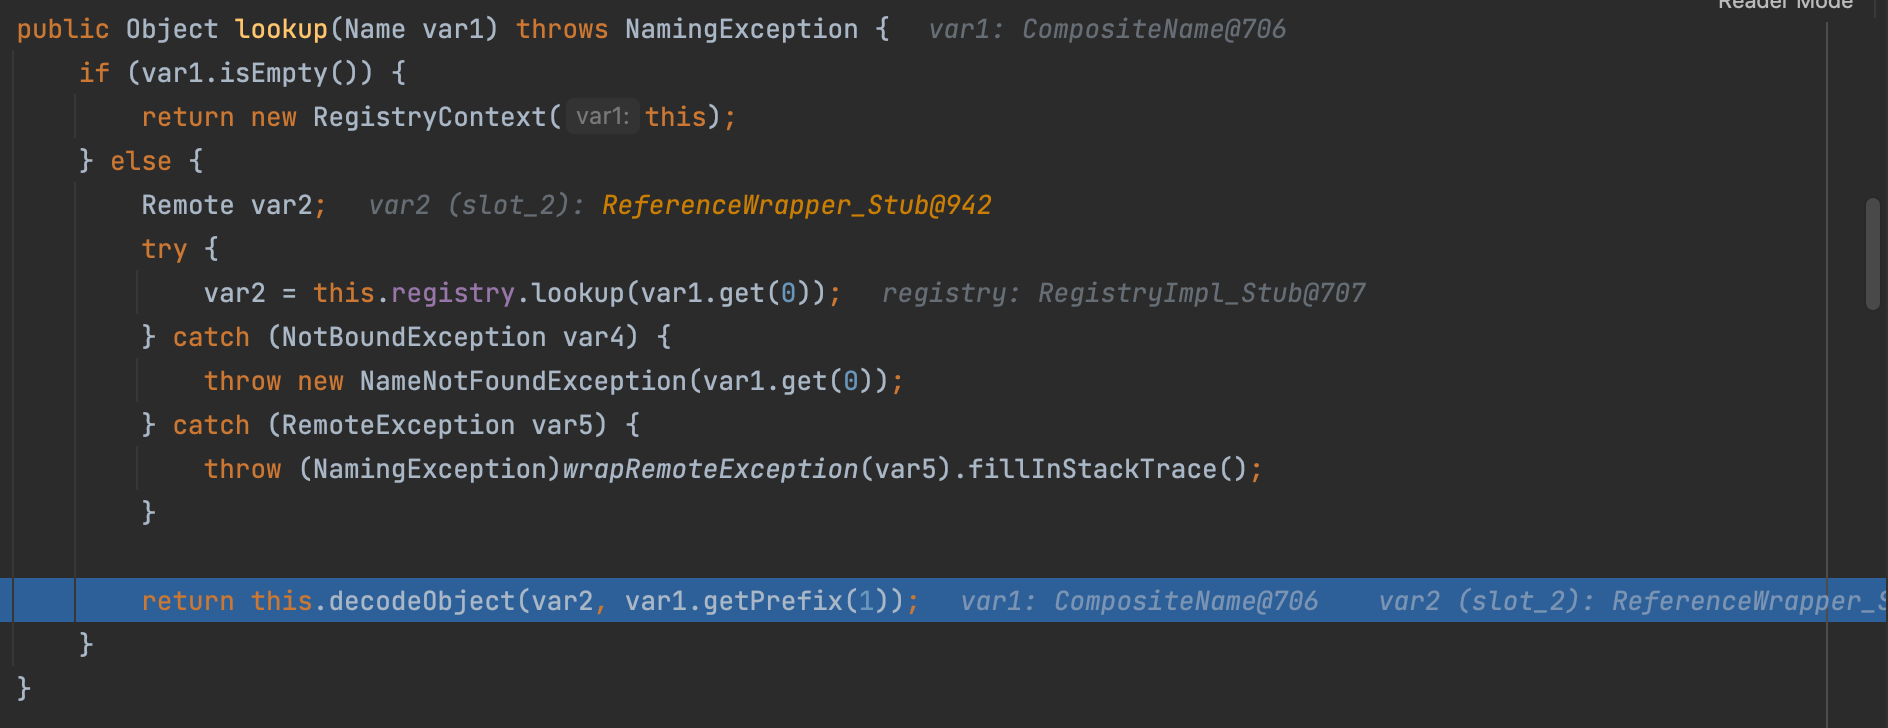 Reader Mode
public Object lookup(Name var1) throws NamingException {   var1: CompositeName@706
    if (var1.isEmpty()) {
        return new RegistryContext( var1: this);
    } else {
        Remote var2;   var2 (slot_2): ReferenceWrapper_Stub@942
        try {
            var2 = this.registry.lookup(var1.get(0));   registry: RegistryImpl_Stub@707
        } catch (NotBoundException var4) {
            throw new NameNotFoundException(var1.get(0));
        } catch (RemoteException var5) {
            throw (NamingException)wrapRemoteException(var5).fillInStackTrace();
        }
        return this.decodeObject(var2, var1.getPrefix(1));   var1: CompositeName@706    var2 (slot_2): ReferenceWrapper_S
    }
}